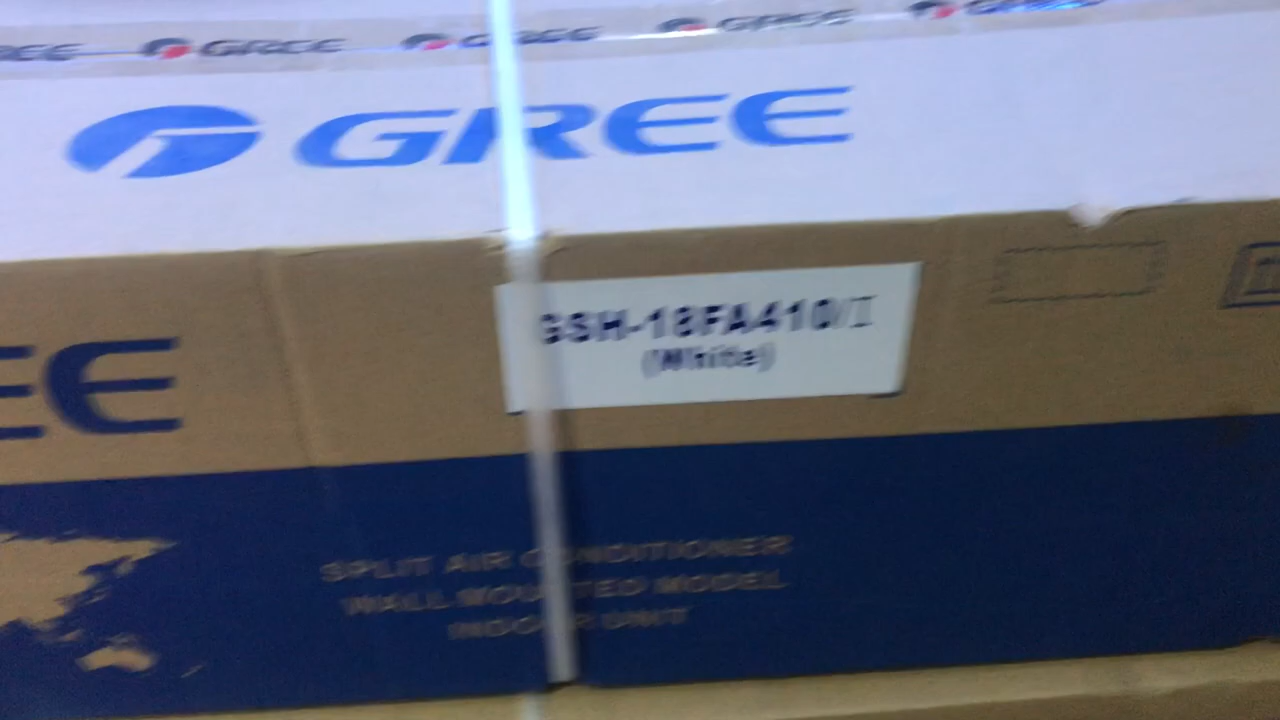 GREE GREE GREE GREE
GREE
GSH-18FA410/I
(White)
EE
SPLIT AIR CONDITIONER
WALL MOUNTED MODEL
INDOOR UNIT